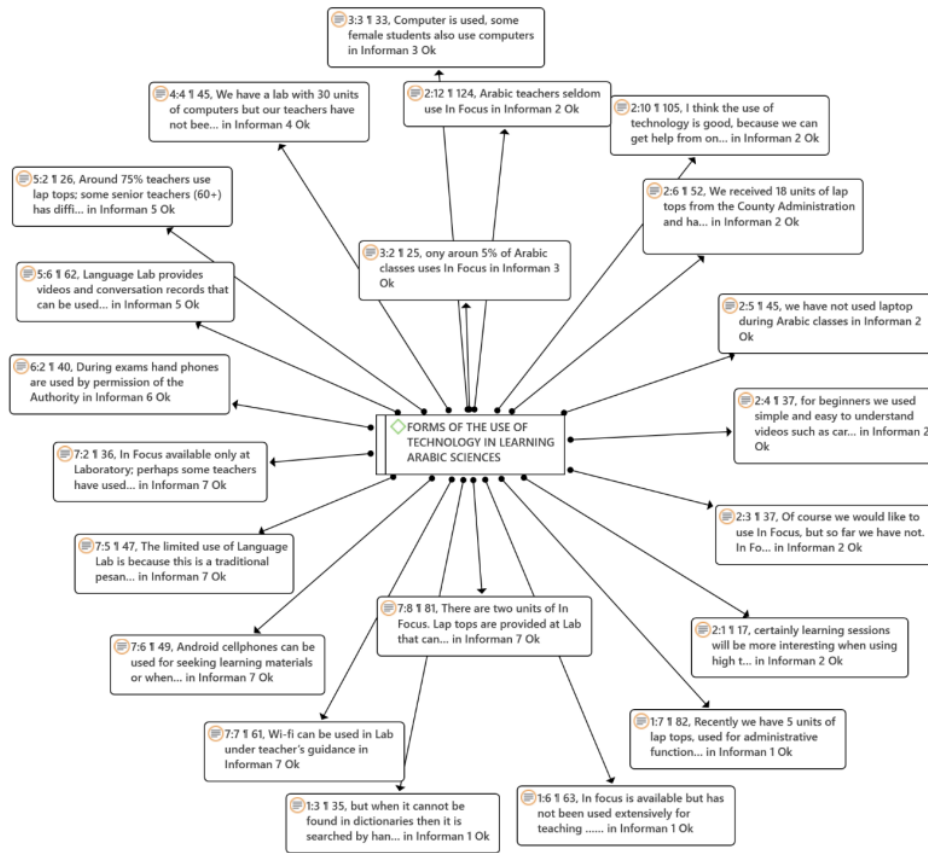 3:3 ¶ 33, Computer is used, some
female students also use computers
in Informan 3 Ok
4:4 ¶ 45, We have a lab with 30 units
of computers but our teachers have
not bee... in Informan 4 Ok
2:12 ¶ 124, Arabic teachers seldom
use In Focus in Informan 2 Ok
2:10 ¶ 105, I think the use of
technology is good, because we can
get help from on... in Informan 2 Ok
5:2 ¶ 26, Around 75% teachers use
lap tops; some senior teachers (60+)
has diffi... in Informan 5 Ok
2:6 ¶ 52, We received 18 units of lap
tops from the County Administration
and ha... in Informan 2 Ok
3:2 ¶ 25, ony aroun 5% of Arabic
classes uses In Focus in Informan 3
Ok
5:6 ¶ 62, Language Lab provides
videos and conversation records that
can be used... in Informan 5 Ok
2:5 ¶ 45, we have not used laptop
during Arabic classes in Informan 2
Ok
6:2 ¶ 40, During exams hand phones
are used by permission of the
Authority in Informan 6 Ok
2:4 ¶ 37, for beginners we used
simple and easy to understand
videos such as car... in Informan 2
Ok
FORMS OF THE USE OF
TECHNOLOGY IN LEARNING
ARABIC SCIENCES
7:2 ¶ 36, In Focus available only at
Laboratory; perhaps some teachers
have used... in Informan 7 Ok
2:3 ¶ 37, Of course we would like to
use In Focus, but so far we have not.
In Fo... in Informan 2 Ok
7:5 ¶ 47, The limited use of Language
Lab is because this is a traditional
pesan... in Informan 7 Ok
7:8 ¶ 81, There are two units of In
Focus. Lap tops are provided at Lab
that can... in Informan 7 Ok
2:1 ¶ 17, certainly learning sessions
will be more interesting when using
high t... in Informan 2 Ok
7:6 ¶ 49, Android cellphones can be
used for seeking learning materials
or when... in Informan 7 Ok
1:7 ¶ 82, Recently we have 5 units of
lap tops, used for administrative
function... in Informan 1 Ok
7:7 ¶ 61, Wi-fi can be used in Lab
under teacher's guidance in
Informan 7 Ok
1:3 ¶ 35, but when it cannot be
found in dictionaries then it is
searched by han... in Informan 1 Ok
1:6 ¶ 63, In focus is available but has
not been used extensively for
teaching ...... in Informan 1 Ok